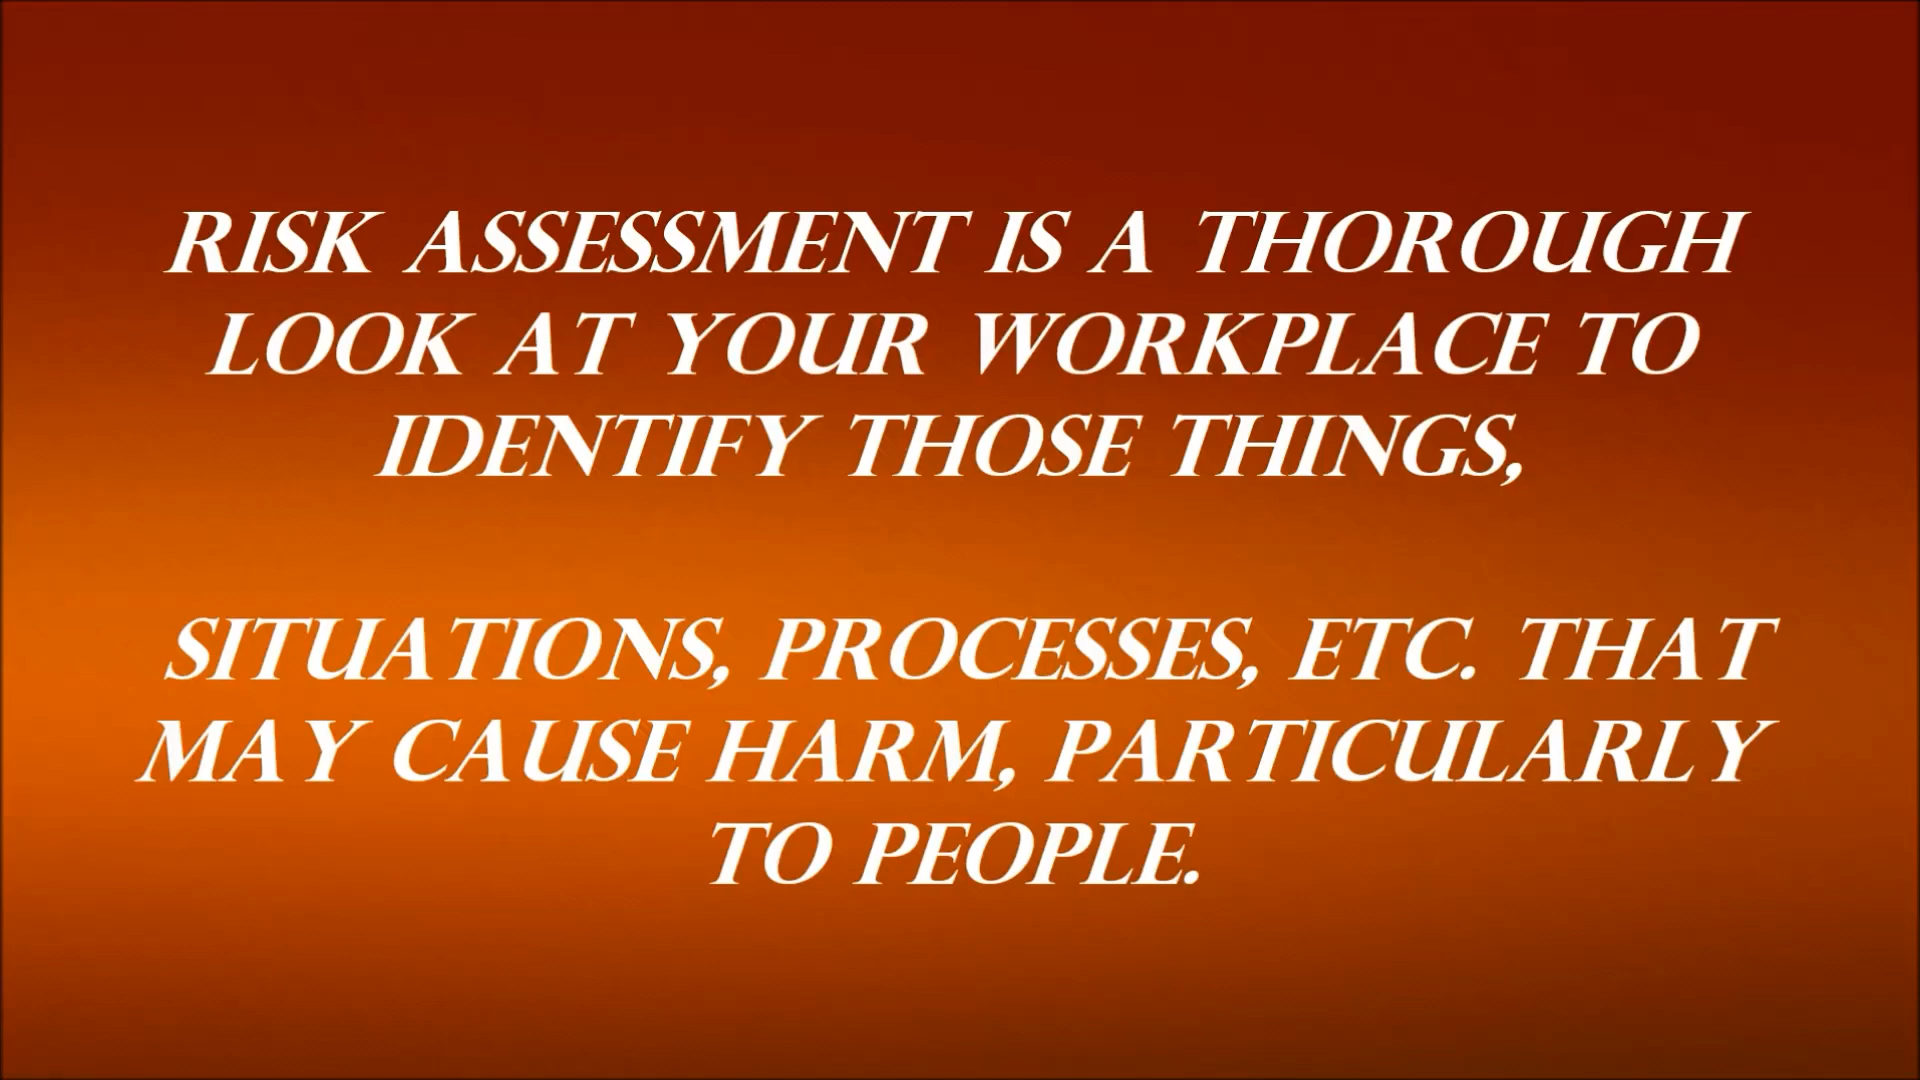 RISK ASSESSMENT IS A THOROUGH
LOOK AT YOUR WORKPLACE TO
IDENTIFY THOSE THINGS,
SITUATIONS, PROCESSES, ETC. THAT
MAY CAUSE HARM, PARTICULARLY
TO PEOPLE.